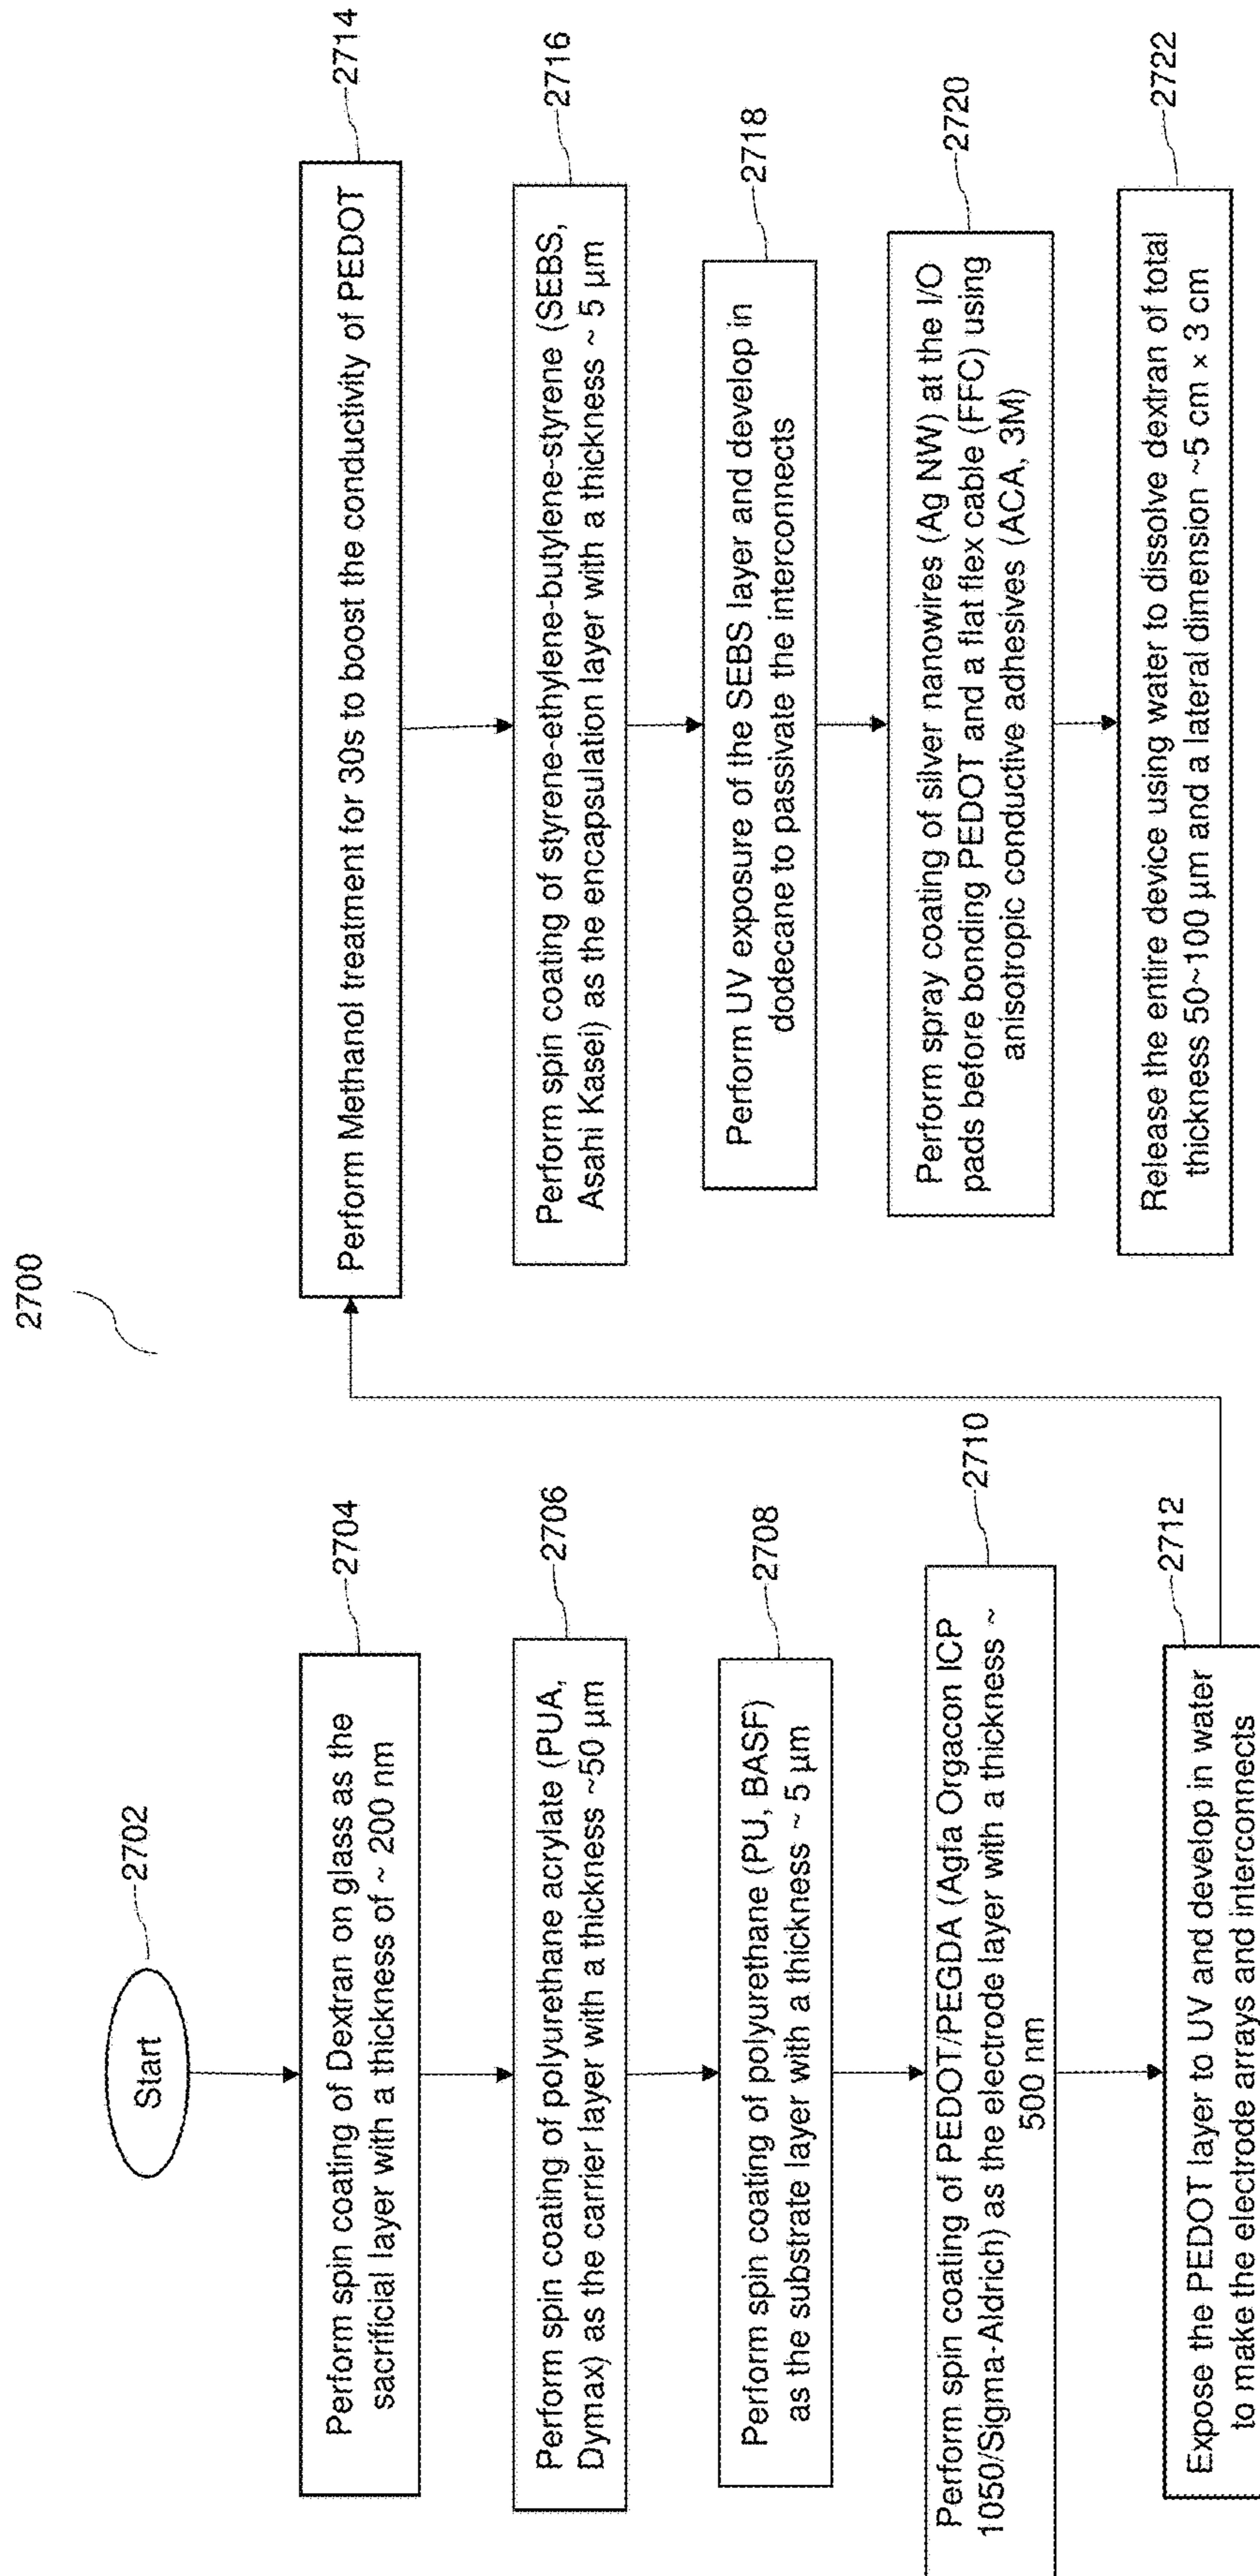 2700
Start
2702
Perform spin coating of Dextran on glass as the
sacrificial layer with a thickness of ~ 200 nm
2704
Perform spin coating of polyurethane acrylate (PUA,
Dymax) as the carrier layer with a thickness ~50 µm
2706
Perform spin coating of polyurethane (PU, BASF)
as the substrate layer with a thickness ~ 5 µm
2708
Perform spin coating of PEDOT/PEGDA (Agfa Orgacon ICP
1050/Sigma-Aldrich) as the electrode layer with a thickness ~
500 nm
2710
Expose the PEDOT layer to UV and develop in water
to make the electrode arrays and interconnects
2712
Perform Methanol treatment for 30s to boost the conductivity of PEDOT
2714
Perform spin coating of styrene-ethylene-butylene-styrene (SEBS,
Asahi Kasei) as the encapsulation layer with a thickness ~ 5 µm
2716
Perform UV exposure of the SEBS layer and develop in
dodecane to passivate the interconnects
2718
Perform spray coating of silver nanowires (Ag NW) at the I/O
pads before bonding PEDOT and a flat flex cable (FFC) using
anisotropic conductive adhesives (ACA, 3M)
2720
Release the entire device using water to dissolve dextran of total
thickness 50~100 µm and a lateral dimension ~5 cm × 3 cm
2722